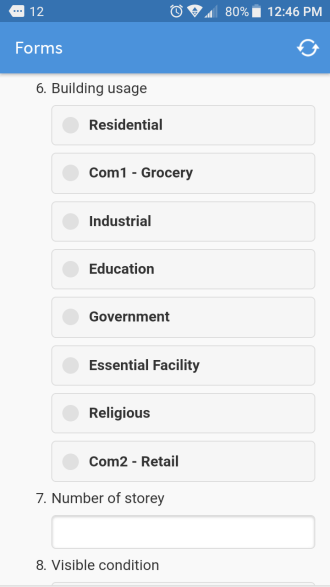 12 80% 12:46 PM
Forms
6. Building usage
Residential
Com1 - Grocery
Industrial
Education
Government
Essential Facility
Religious
Com2 - Retail
7. Number of storey
8. Visible condition